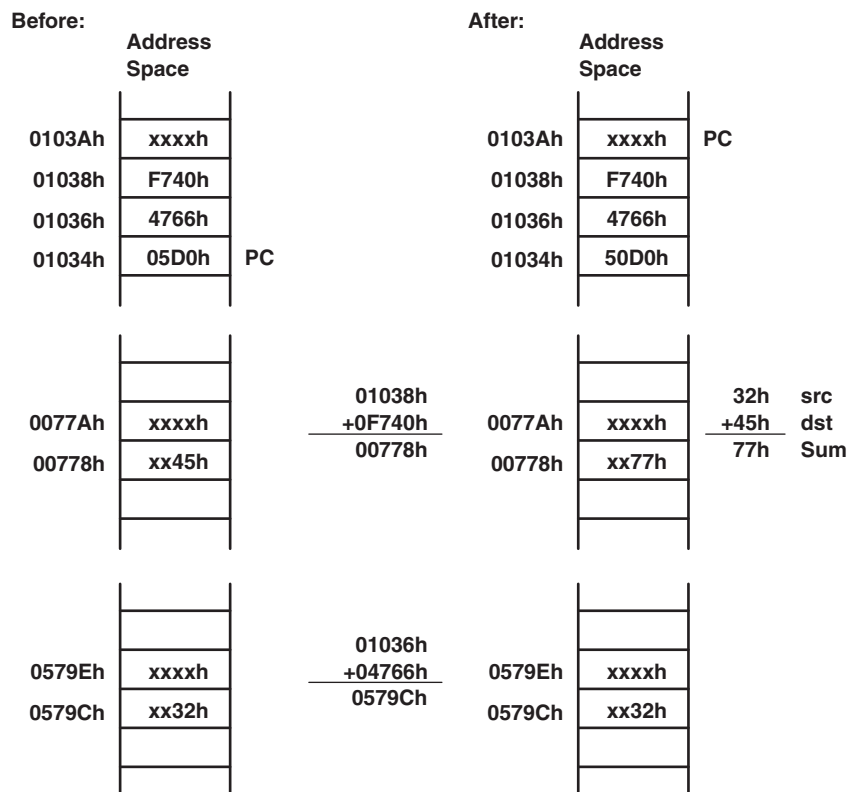 Before:
After:
Address
Space
Address
Space
0103Ah xxxxh
0103Ah xxxxh PC
01038h F740h
01038h F740h
01036h 4766h
01036h 4766h
01034h 05D0h PC
01034h 50D0h
01038h
32h src
0077Ah xxxxh
+0F740h
0077Ah xxxxh
+45h dst
00778h xx45h
00778h
00778h xx77h
77h Sum
01036h
0579Eh xxxxh
+04766h
0579Eh xxxxh
0579Ch xx32h
0579Ch
0579Ch xx32h